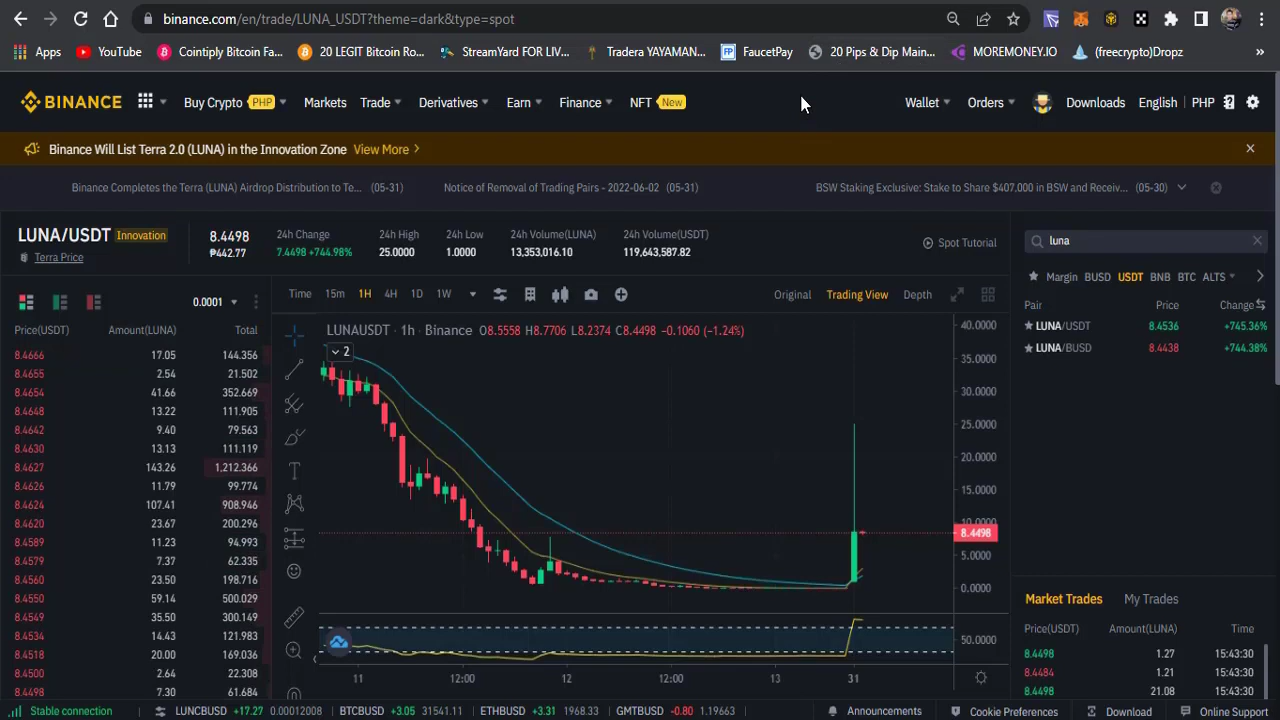 binance.com/en/trade/LUNA_USDT?theme=dark&type=spot
Apps YouTube Cointiply Bitcoin Fa... 20 LEGIT Bitcoin Ro... StreamYard FOR LIV... Tradera YAYAMAN... FP FaucetPay 20 Pips & Dip Main... MOREMONEY.IO (freecrypto)Dropz »
BINANCE Buy Crypto PHP Markets Trade Derivatives Earn Finance NFT New Wallet Orders Downloads English PHP
Binance Will List Terra 2.0 (LUNA) in the Innovation Zone View More
Binance Completes the Terra (LUNA) Airdrop Distribution to Te... (05-31) Notice of Removal of Trading Pairs - 2022-06-02 (05-31) BSW Staking Exclusive: Stake to Share $407,000 in BSW and Receiv... (05-30)
LUNA/USDT Innovation
Terra Price
8.4498
₱442.77
24h Change
7.4498 +744.98%
24h High
25.0000
24h Low
1.0000
24h Volume(LUNA)
13,353,016.10
24h Volume(USDT)
119,643,587.82
Spot Tutorial
luna
Margin BUSD USDT BNB BTC ALTS
Pair Price Change
LUNA/USDT 8.4536 +745.36%
LUNA/BUSD 8.4438 +744.38%
0.0001
Price(USDT) Amount(LUNA) Total
8.4666 17.05 144.356
8.4655 2.54 21.502
8.4654 41.66 352.669
8.4648 13.22 111.905
8.4642 9.40 79.563
8.4630 13.13 111.119
8.4627 143.26 1,212.366
8.4626 11.79 99.774
8.4624 107.41 908.946
8.4620 23.67 200.296
8.4589 11.23 94.993
8.4579 7.37 62.335
8.4560 23.50 198.716
8.4550 59.14 500.029
8.4549 35.50 300.149
8.4534 14.43 121.983
8.4518 20.00 169.036
8.4500 2.64 22.308
8.4498 7.30 61.684
Time 15m 1H 4H 1D 1W Original Trading View Depth
LUNAUSDT · 1h · Binance O8.5558 H8.7706 L8.2374 C8.4498 -0.1060 (-1.24%)
2
40.0000
35.0000
30.0000
25.0000
20.0000
15.0000
10.0000
8.4498
5.0000
0.0000
50.0000
11 12:00 12 12:00 13 31
Market Trades My Trades
Price(USDT) Amount(LUNA) Time
8.4498 1.27 15:43:30
8.4484 1.21 15:43:30
8.4498 21.08 15:43:30
Stable connection LUNCBUSD +17.27 0.00012008 BTCBUSD +3.05 31541.11 ETHBUSD +3.31 1968.33 GMTBUSD -0.80 1.19663 Announcements Cookie Preferences Download Online Support